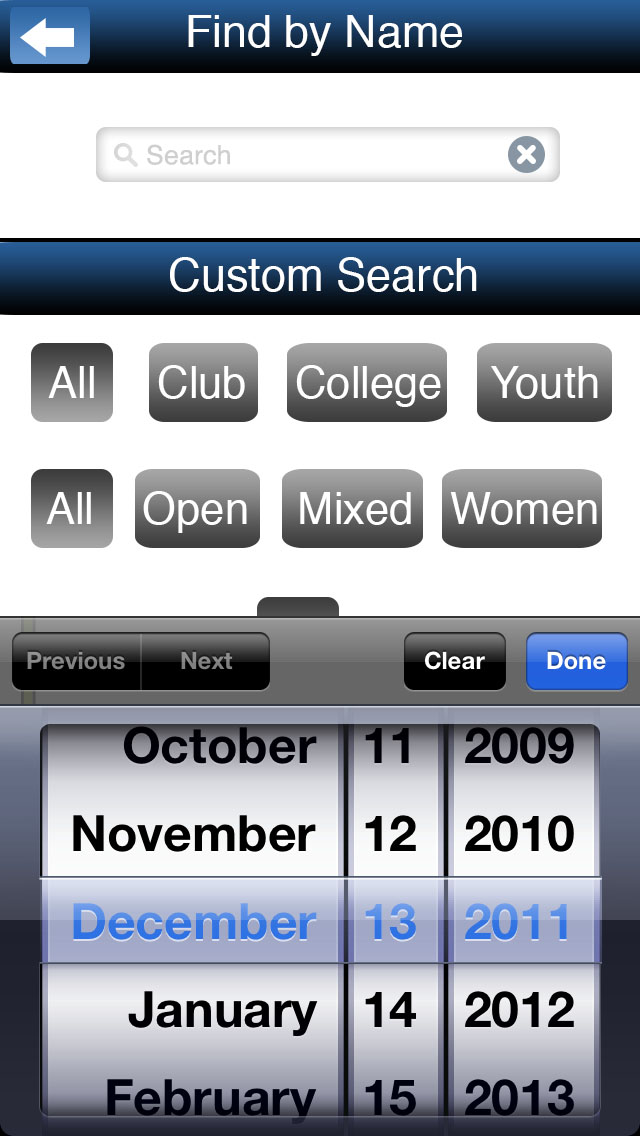 Find by Name
Search
Custom Search
All Club College Youth
All Open Mixed Women
Previous Next Clear Done
October 11 2009
November 12 2010
December 13 2011
January 14 2012
February 15 2013